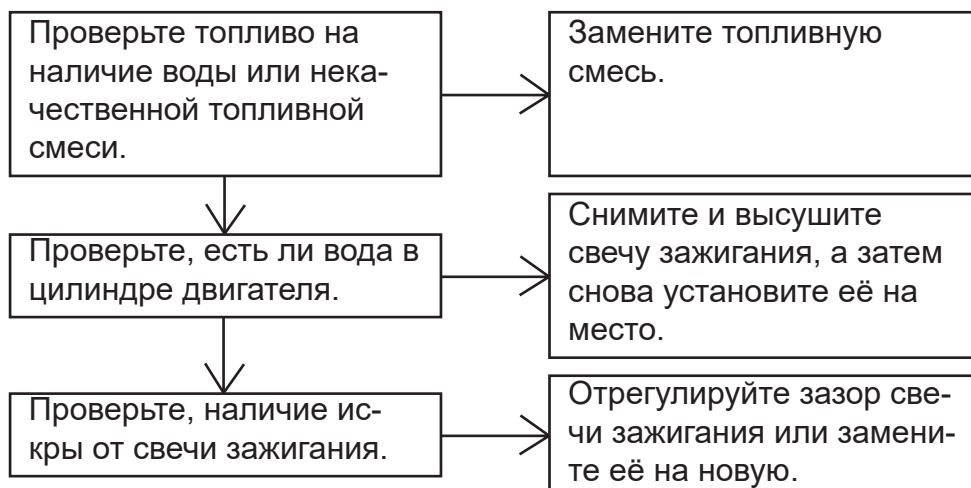 Проверьте топливо на
наличие воды или нека-
чественной топливной
смеси.
Замените топливную
смесь.
Проверьте, есть ли вода в
цилиндре двигателя.
Снимите и высушите
свечу зажигания, а затем
снова установите её на
место.
Проверьте, наличие ис-
кры от свечи зажигания.
Отрегулируйте зазор све-
чи зажигания или замени-
те её на новую.